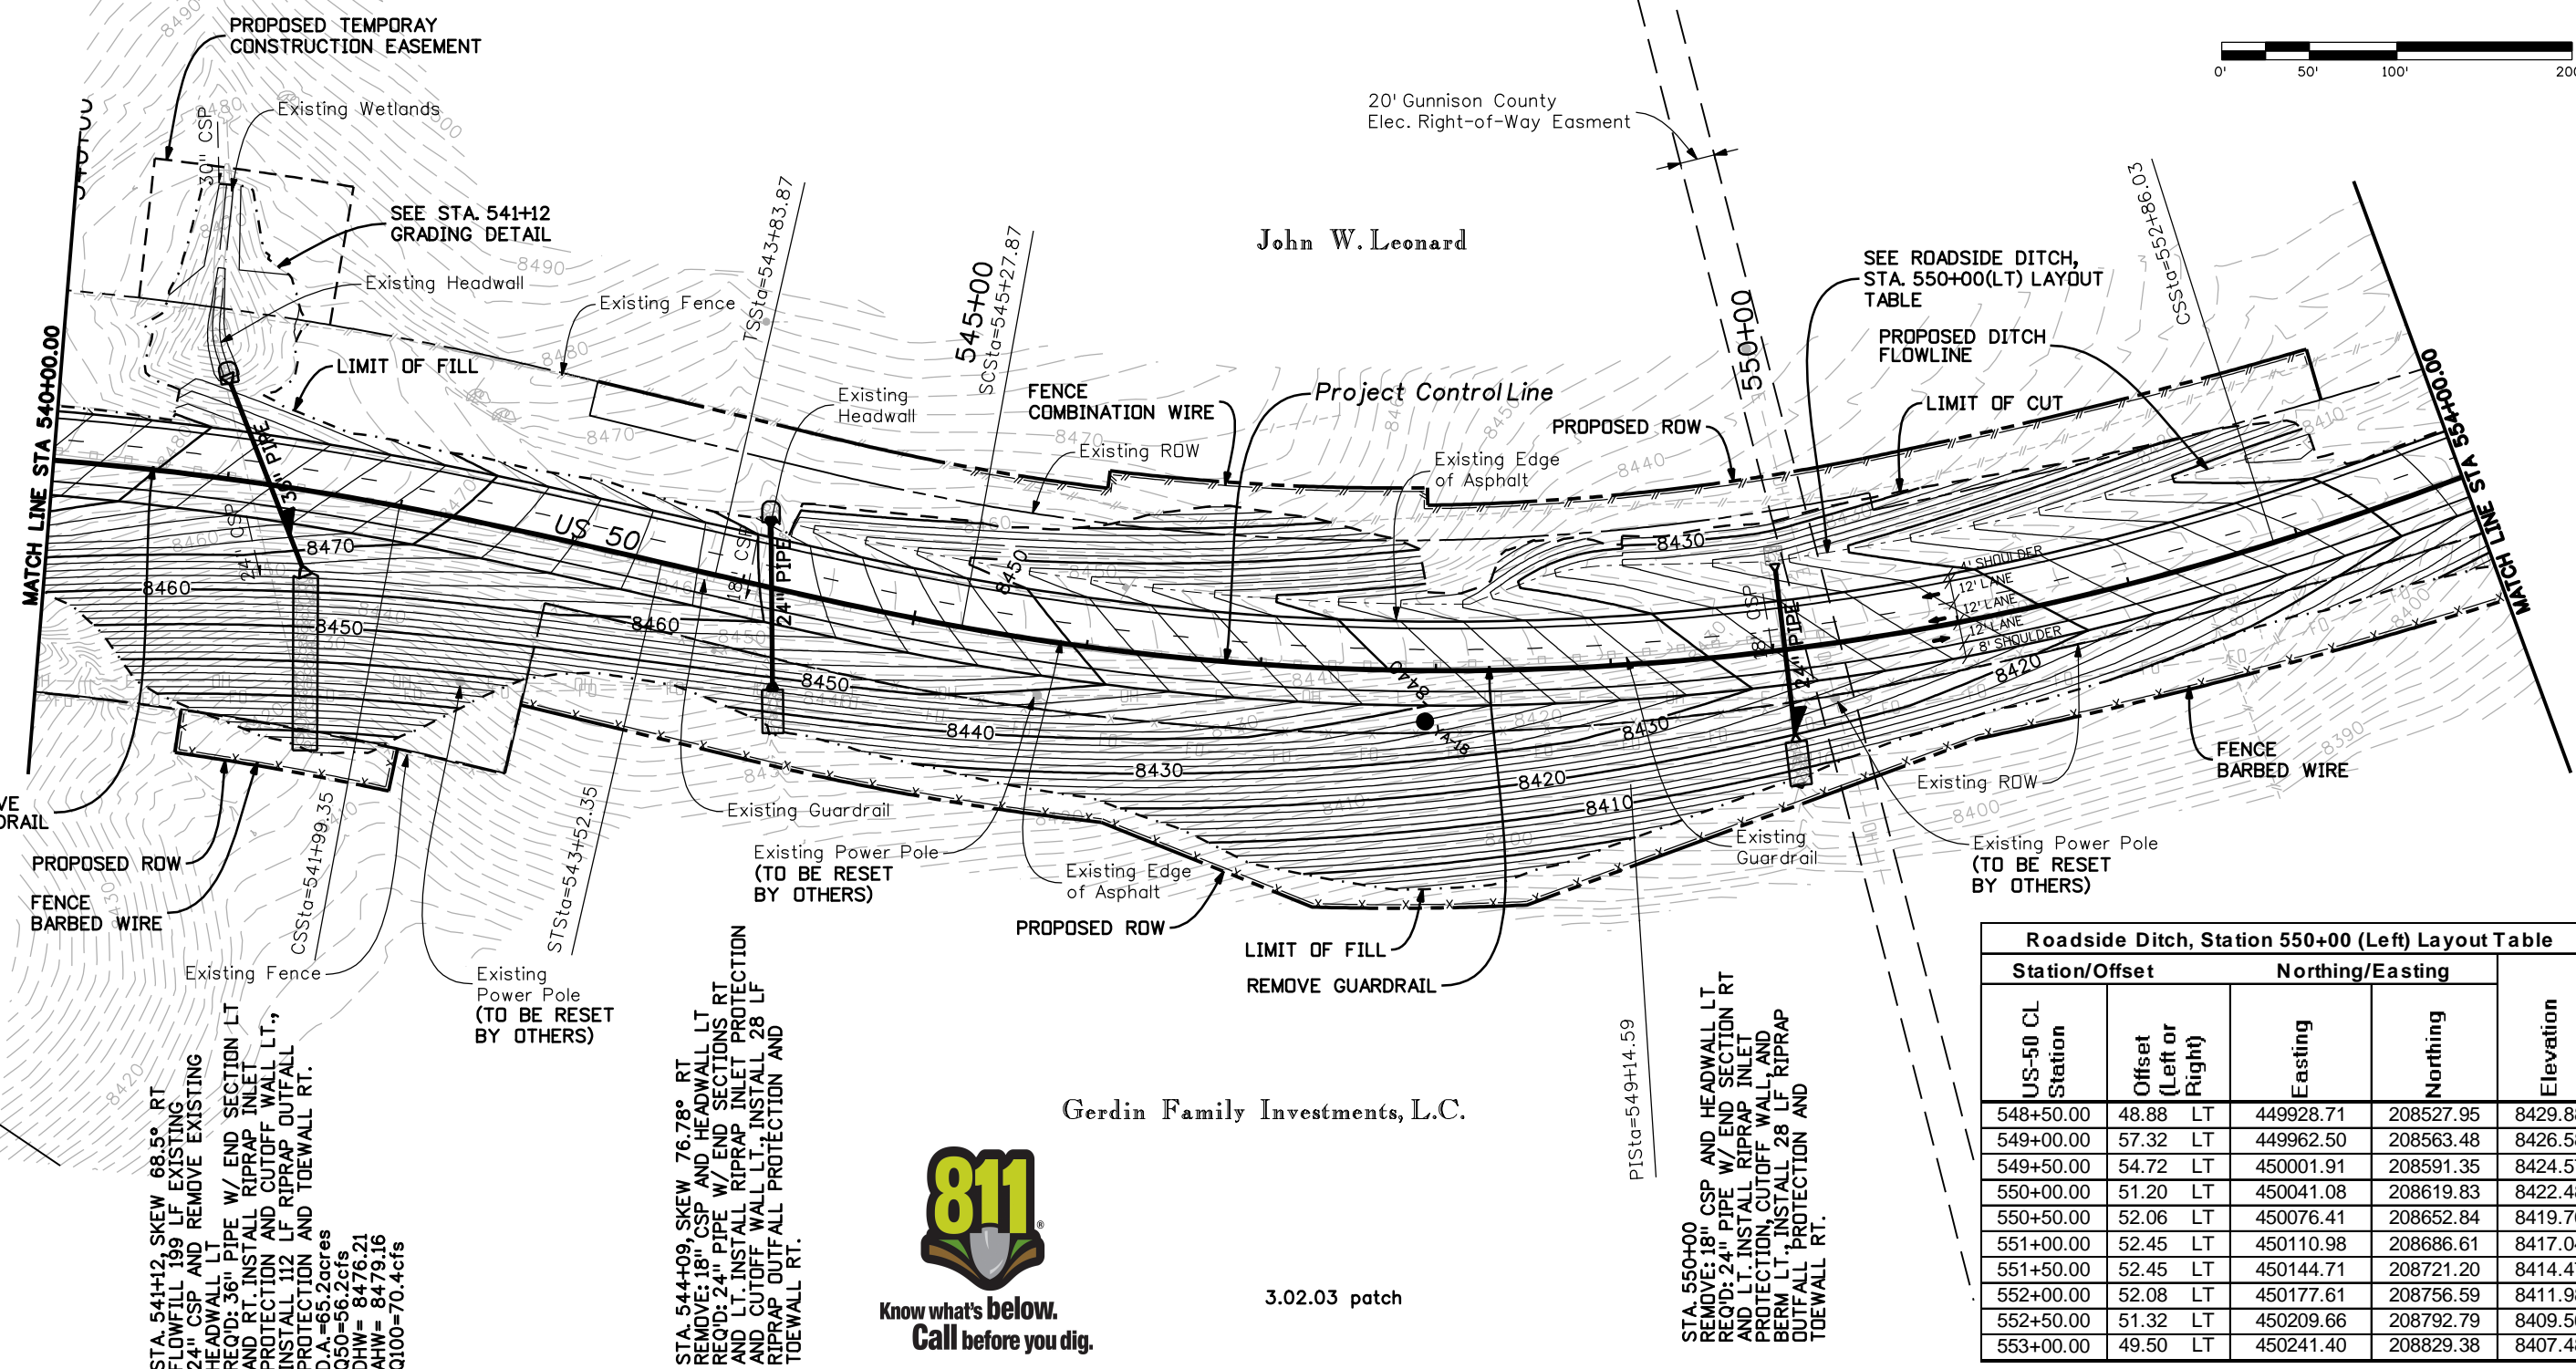 PROPOSED TEMPORAY
CONSTRUCTION EASEMENT
Existing Wetlands
30" CSP
SEE STA. 541+12
GRADING DETAIL
Existing Headwall
Existing Fence
LIMIT OF FILL
MATCH LINE STA 540+00.00
36" PIPE
24" CSP
US 50
8490
8480
8500
8470
8460
8450
TSSta=543+83.87
545+00
SCSta=545+27.87
Existing
Headwall
18" CSP
24" PIPE
FENCE
COMBINATION WIRE
Existing ROW
Project Control Line
John W. Leonard
20' Gunnison County
Elec. Right-of-Way Easment
0'
50'
100'
550+00
Existing Edge
of Asphalt
PROPOSED ROW
SEE ROADSIDE DITCH,
STA. 550+00(LT) LAYOUT
TABLE
PROPOSED DITCH
FLOWLINE
LIMIT OF CUT
CSSta=552+86.03
MATCH LINE STA 554+00.00
4' SHOULDER
12' LANE
12' LANE
12' LANE
8' SHOULDER
18" CSP
24" PIPE
8440
8430
8420
8410
8400
8390
YA-18
PROPOSED ROW
FENCE
BARBED WIRE
CSSta=541+99.35
STSta=543+52.35
Existing Fence
Existing
Power Pole
(TO BE RESET
BY OTHERS)
Existing Guardrail
Existing Power Pole
(TO BE RESET
BY OTHERS)
Existing Edge
of Asphalt
PROPOSED ROW
LIMIT OF FILL
REMOVE GUARDRAIL
Existing
Guardrail
PISta=549+14.59
Existing ROW
Existing Power Pole
(TO BE RESET
BY OTHERS)
FENCE
BARBED WIRE
STA. 541+12, SKEW 68.5° RT
FLOWFILL 199 LF EXISTING
24" CSP AND REMOVE EXISTING
HEADWALL LT
REQ'D: 36" PIPE W/ END SECTION LT
AND RT. INSTALL RIPRAP INLET
PROTECTION AND CUTOFF WALL LT.,
INSTALL 112 LF RIPRAP OUTFALL
PROTECTION AND TOEWALL RT.
D.A.=65.2acres
Q50=56.2cfs
DHW= 8476.21
AHW= 8479.16
Q100=70.4cfs
STA. 544+09, SKEW 76.78° RT
REMOVE: 18" CSP AND HEADWALL LT
REQ'D: 24" PIPE W/ END SECTIONS RT
AND LT. INSTALL RIPRAP INLET PROTECTION
AND CUTOFF WALL LT., INSTALL 28 LF
RIPRAP OUTFALL PROTECTION AND
TOEWALL RT.
Gerdin Family Investments, L.C.
811
®
Know what's below.
Call before you dig.
3.02.03 patch
STA. 550+00
REMOVE: 18" CSP AND HEADWALL LT
REQ'D: 24" PIPE W/ END SECTION RT
AND LT. INSTALL RIPRAP INLET
PROTECTION, CUTOFF WALL, AND
BERM LT., INSTALL 28 LF RIPRAP
OUTFALL PROTECTION AND
TOEWALL RT.
Roadside Ditch, Station 550+00 (Left) Layout Table
Station/Offset Northing/Easting
US-50 CL Station Offset (Left or Right) Easting Northing Elevation
548+50.00 48.88 LT 449928.71 208527.95
549+00.00 57.32 LT 449962.50 208563.48
549+50.00 54.72 LT 450001.91 208591.35
550+00.00 51.20 LT 450041.08 208619.83
550+50.00 52.06 LT 450076.41 208652.84
551+00.00 52.45 LT 450110.98 208686.61
551+50.00 52.45 LT 450144.71 208721.20
552+00.00 52.08 LT 450177.61 208756.59
552+50.00 51.32 LT 450209.66 208792.79
553+00.00 49.50 LT 450241.40 208829.38